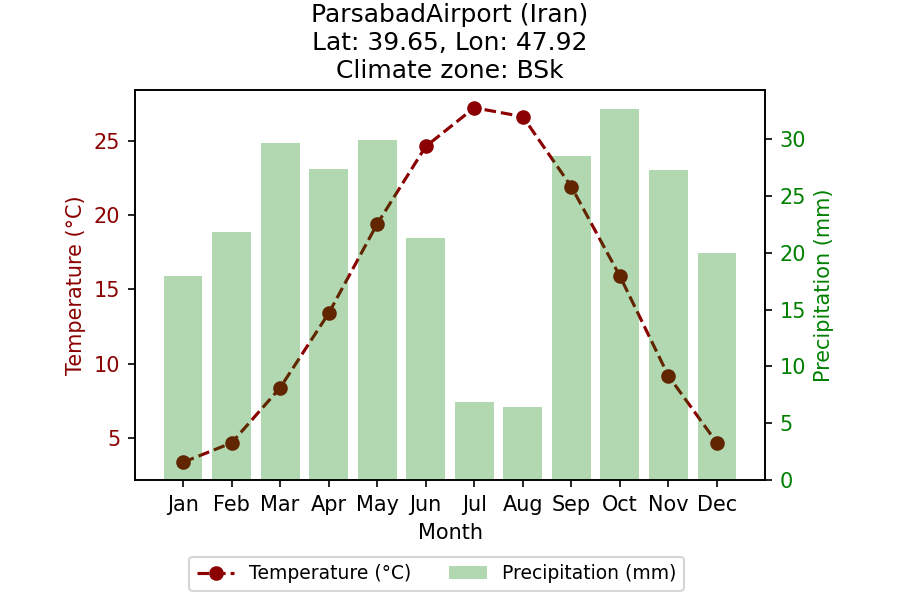 ParsabadAirport (Iran)
Lat: 39.65, Lon: 47.92
Climate zone: BSk
25
20
15
10
5
Temperature (°C)
30
25
20
15
10
5
0
Precipitation (mm)
Jan Feb Mar Apr May Jun Jul Aug Sep Oct Nov Dec
Month
Temperature (°C) Precipitation (mm)